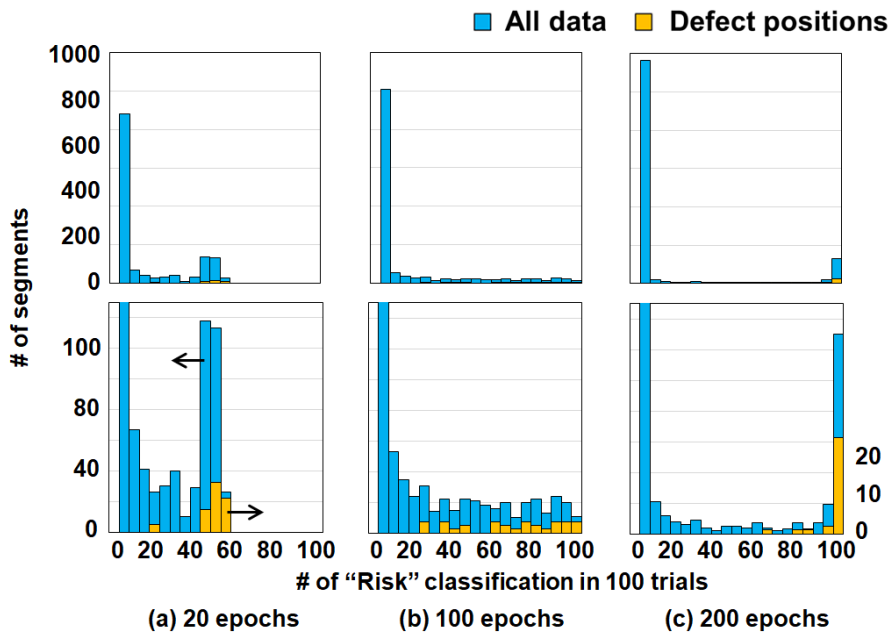 All data Defect positions
# of segments
1000
800
600
400
200
0
100
80
40
0
20
10
0
0 20 40 60 80 100
0 20 40 60 80 100
0 20 40 60 80 100
# of “Risk” classification in 100 trials
(a) 20 epochs (b) 100 epochs (c) 200 epochs